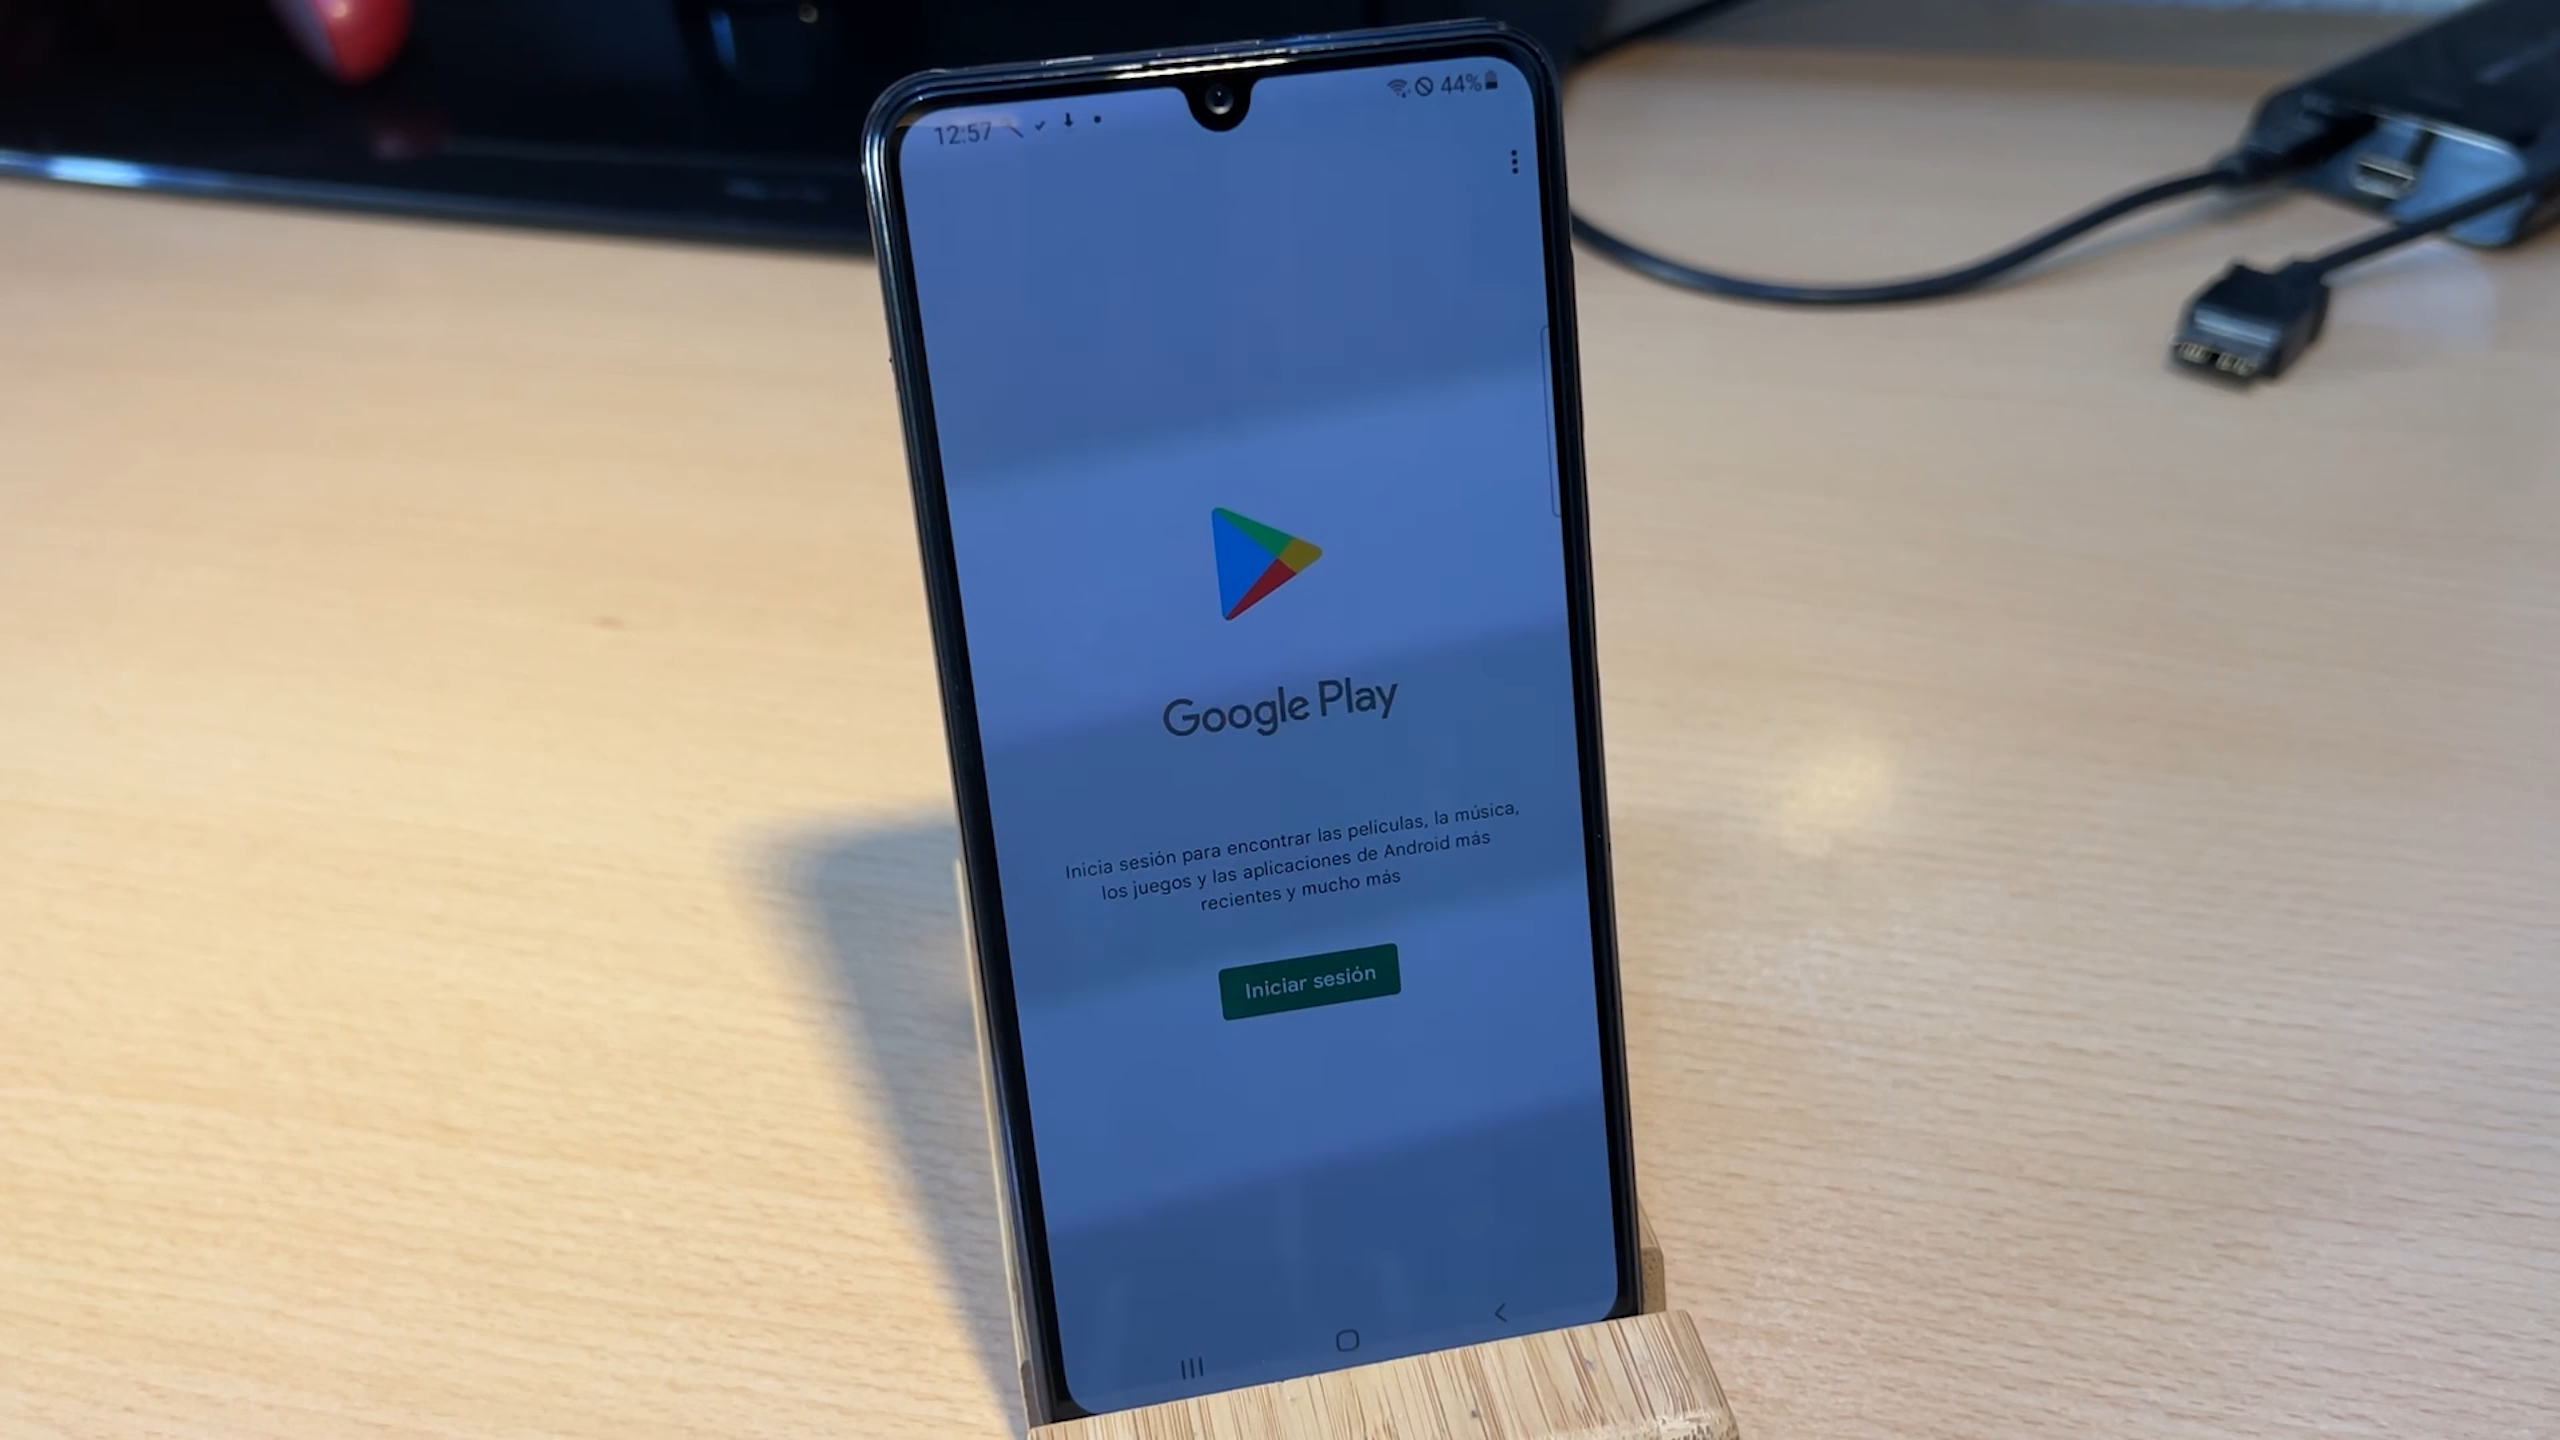 12:57
44%
Google Play
Inicia sesión para encontrar las películas, la música,
los juegos y las aplicaciones de Android más
recientes y mucho más
Iniciar sesión